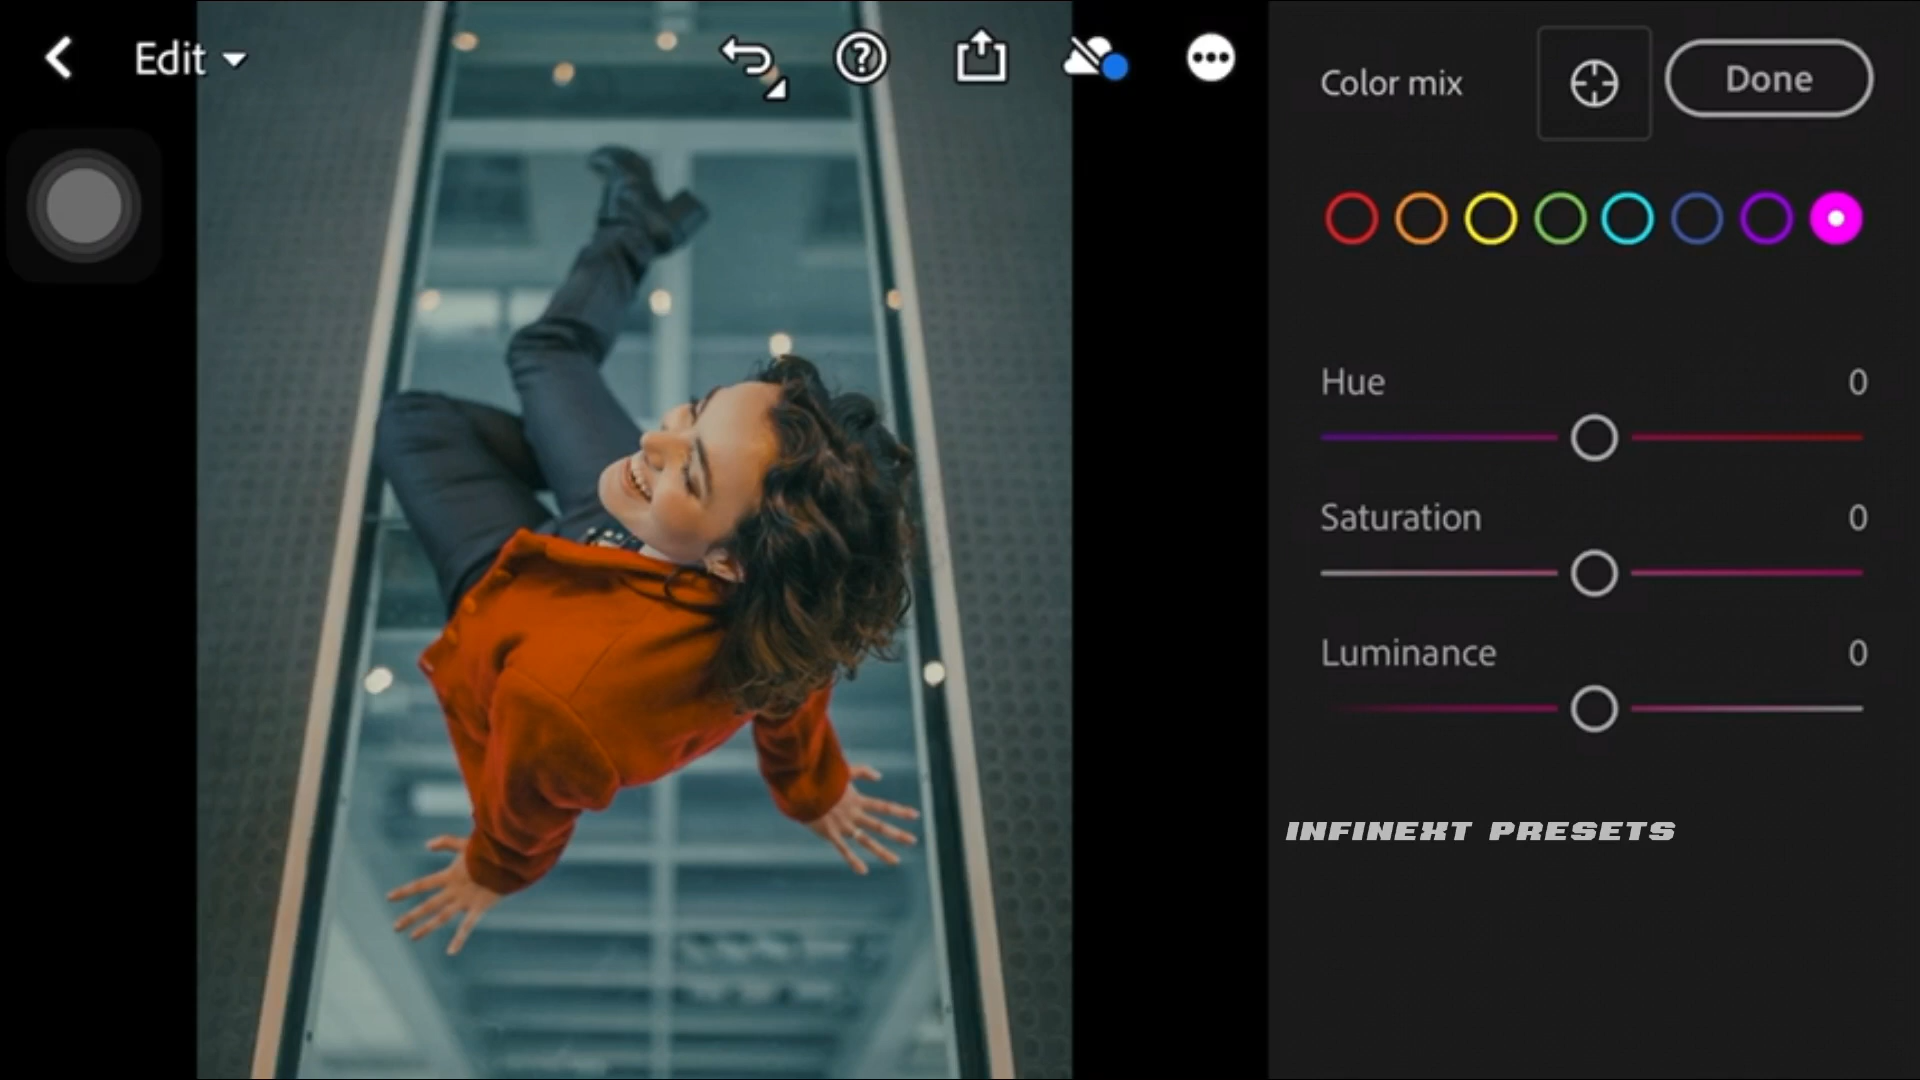 Edit
Color mix
Done
Hue 0
Saturation 0
Luminance 0
INFINEXT PRESETS